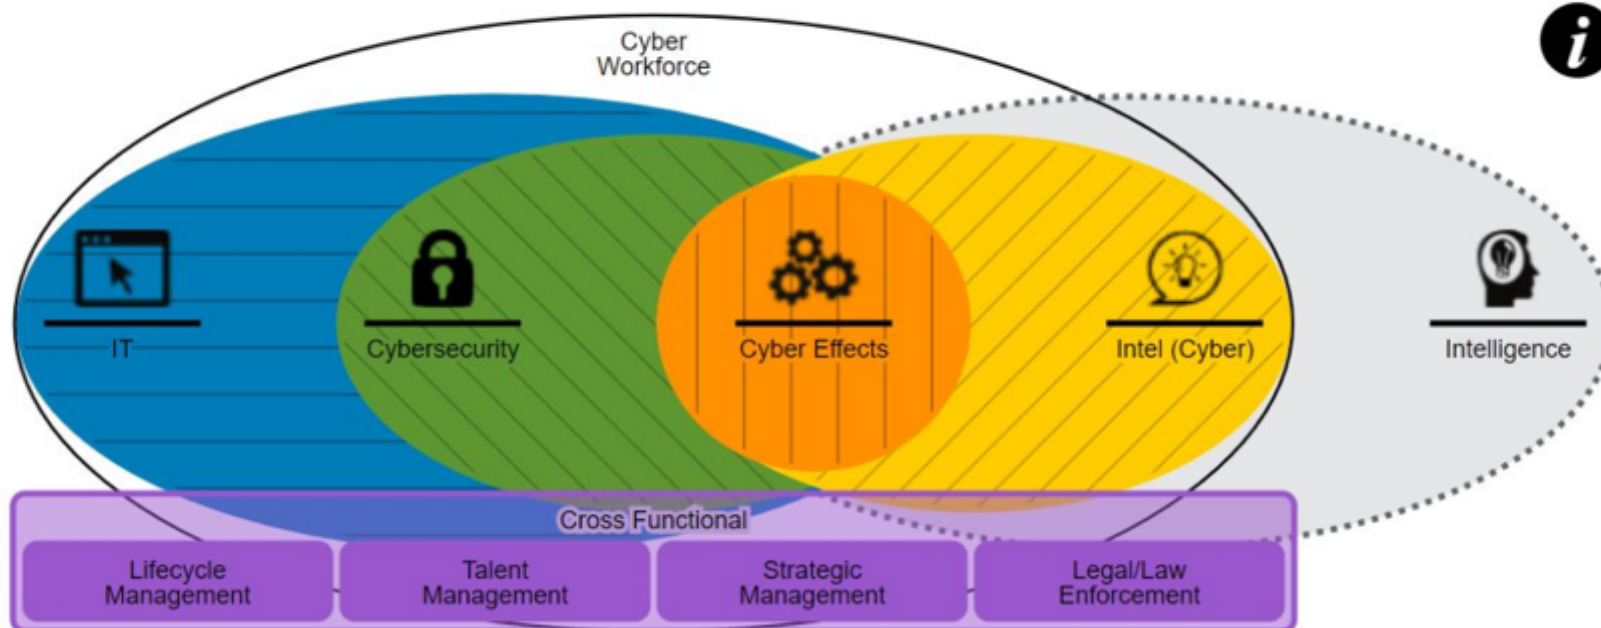 Cyber
Workforce
i
IT
Cybersecurity
Cyber Effects
Intel (Cyber)
Intelligence
Cross Functional
Lifecycle
Management
Talent
Management
Strategic
Management
Legal/Law
Enforcement